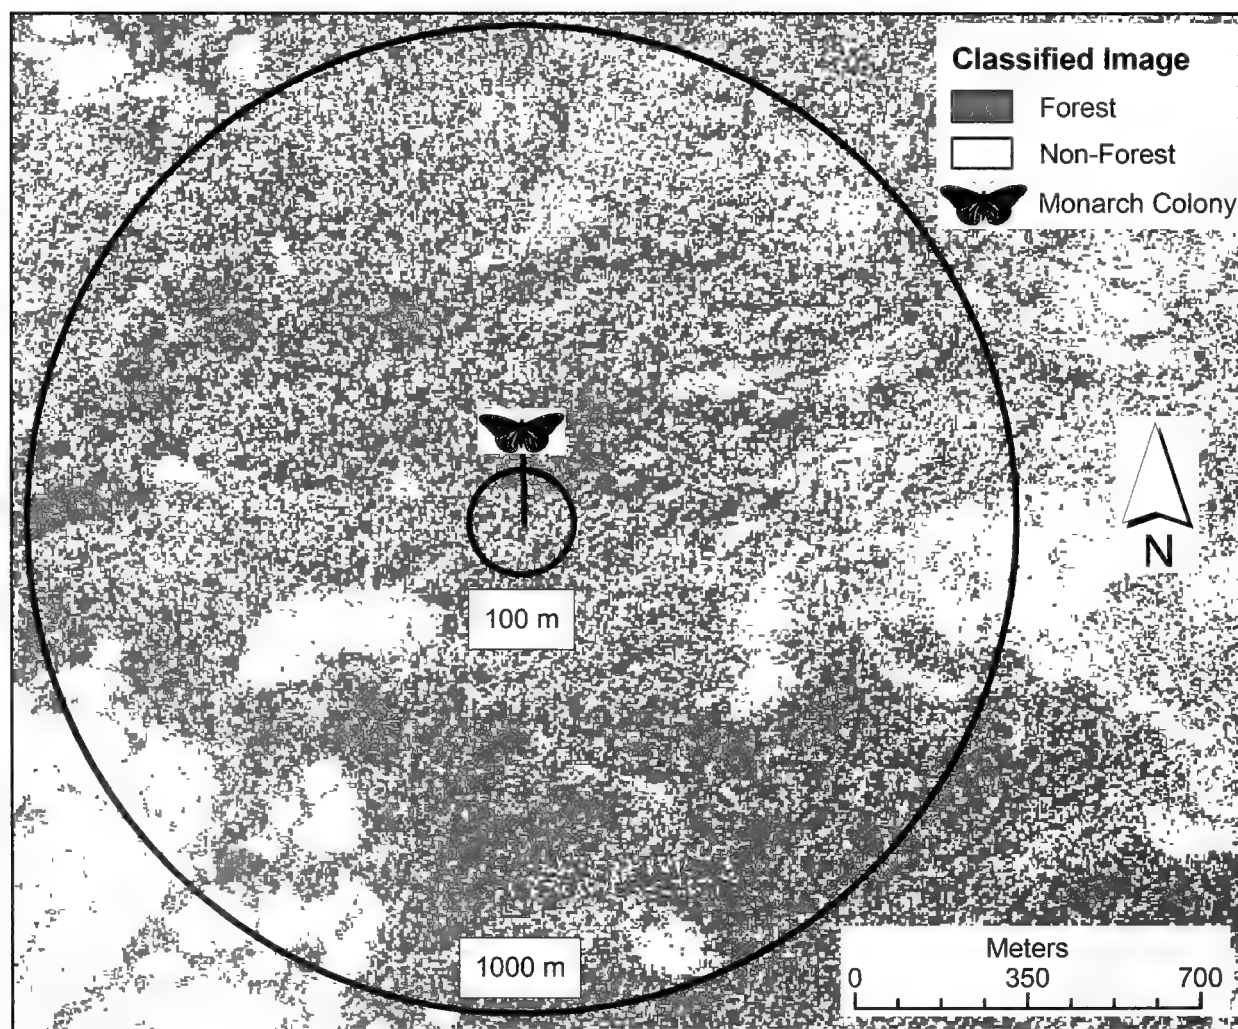 Classified Image
Forest
Non-Forest
Monarch Colony
N
100 m
1000 m
Meters
0 350 700